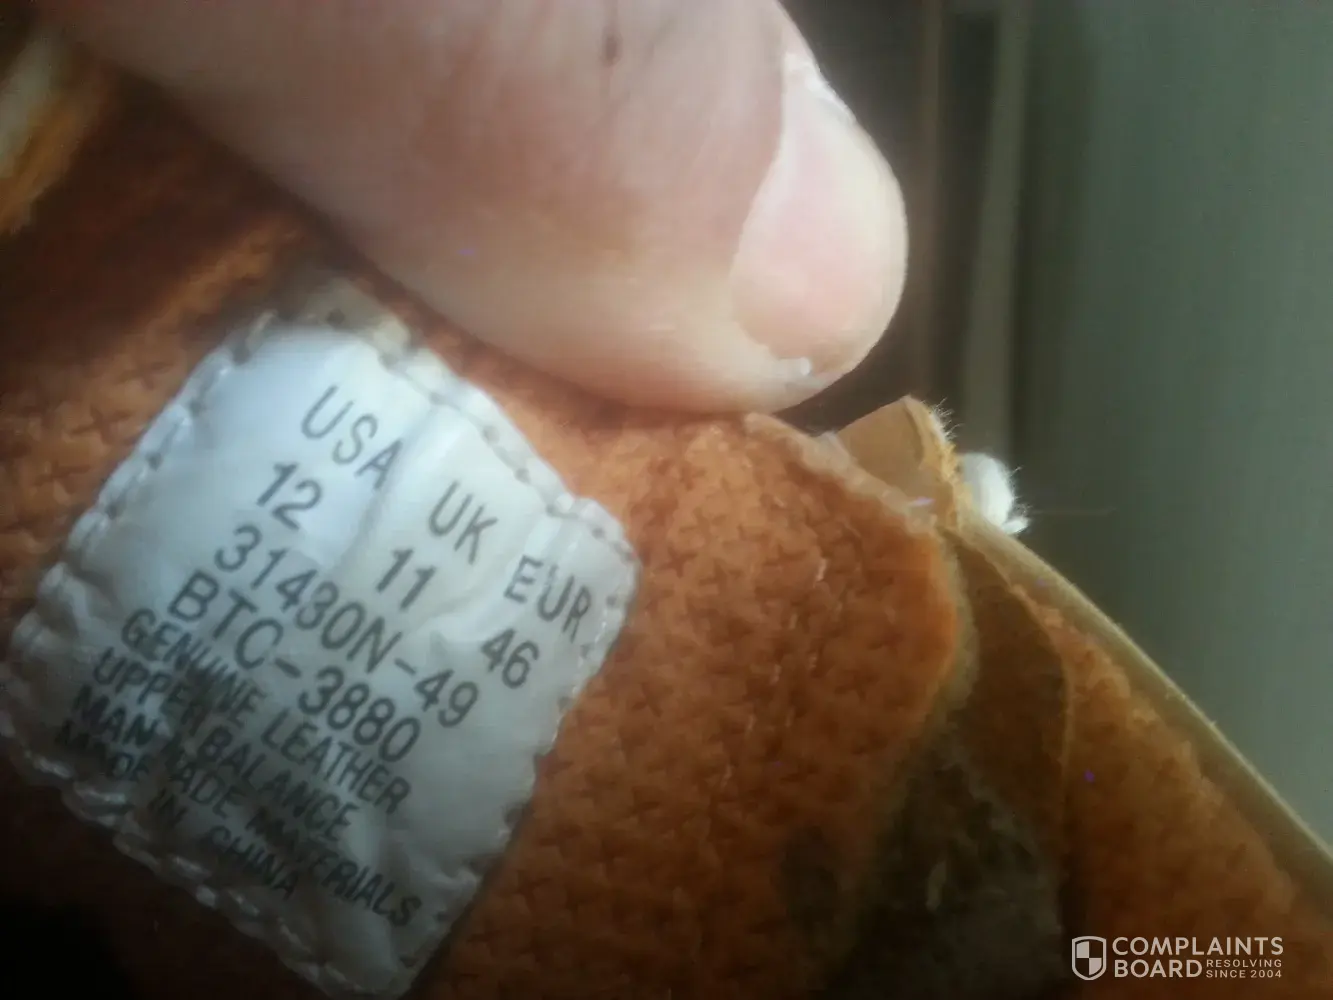 USA UK EUR.
12 11 46
31430N-49
BTC-3880
GENUINE LEATHER
UPPER BALANCE
MAN MADE MATERIALS
MADE IN CHINA
COMPLAINTS
BOARD RESOLVING
SINCE 2004